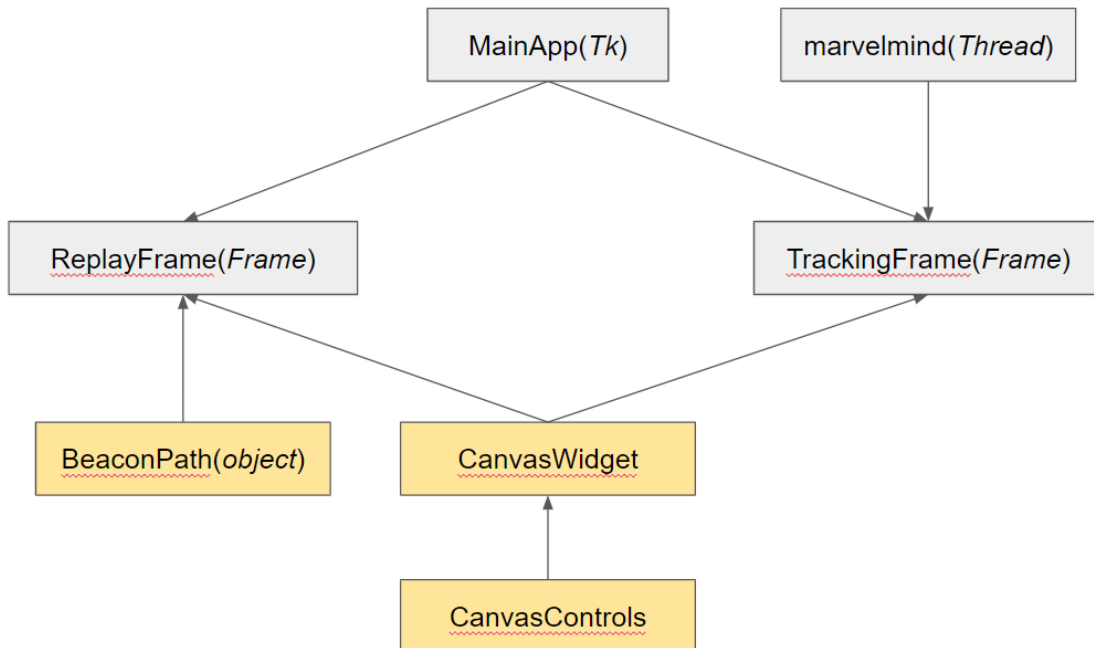 MainApp(Tk)
marvelmind(Thread)
ReplayFrame(Frame)
TrackingFrame(Frame)
BeaconPath(object)
CanvasWidget
CanvasControls